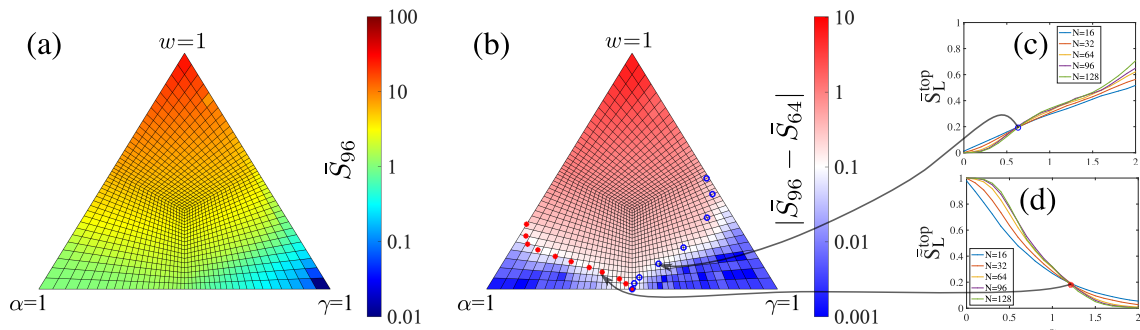 (a)
w=1
α=1
γ=1
100
10
1
0.1
0.01
S̄₉₆
(b)
w=1
α=1
γ=1
10
1
0.1
0.01
0.001
|S̄₉₆ − S̄₆₄|
(c)
1
0.8
0.6
0.4
0.2
0
0
0.5
1
1.5
2
S̄ᴸtop
N=16
N=32
N=64
N=96
N=128
(d)
1
0.8
0.6
0.4
0.2
0
0
0.5
1
1.5
2
S̃ᴸtop
N=16
N=32
N=64
N=96
N=128